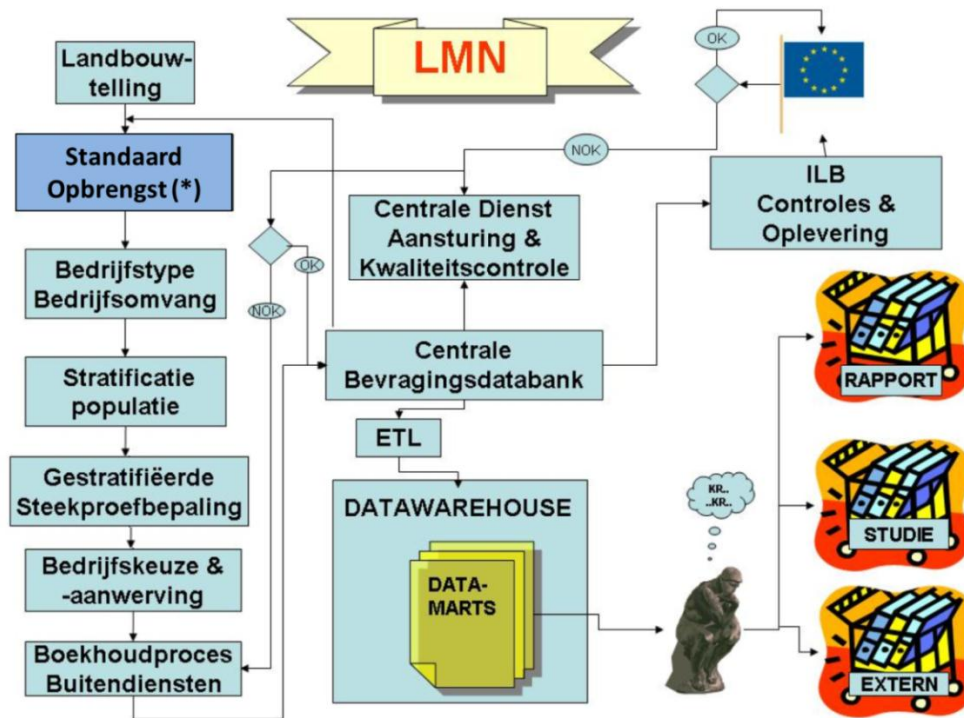 LMN
Landbouw-
telling
Standaard
Opbrengst (*)
Bedrijfstype
Bedrijfsomvang
Stratificatie
populatie
Gestratifiëerde
Steekproefbepaling
Bedrijfskeuze &
-aanwerving
Boekhoudproces
Buitendiensten
OK
NOK
OK
NOK
Centrale Dienst
Aansturing &
Kwaliteitscontrole
ILB
Controles &
Oplevering
Centrale
Bevragingsdatabank
ETL
DATAWAREHOUSE
DATA-
MARTS
KR..
..KR..
RAPPORT
STUDIE
EXTERN